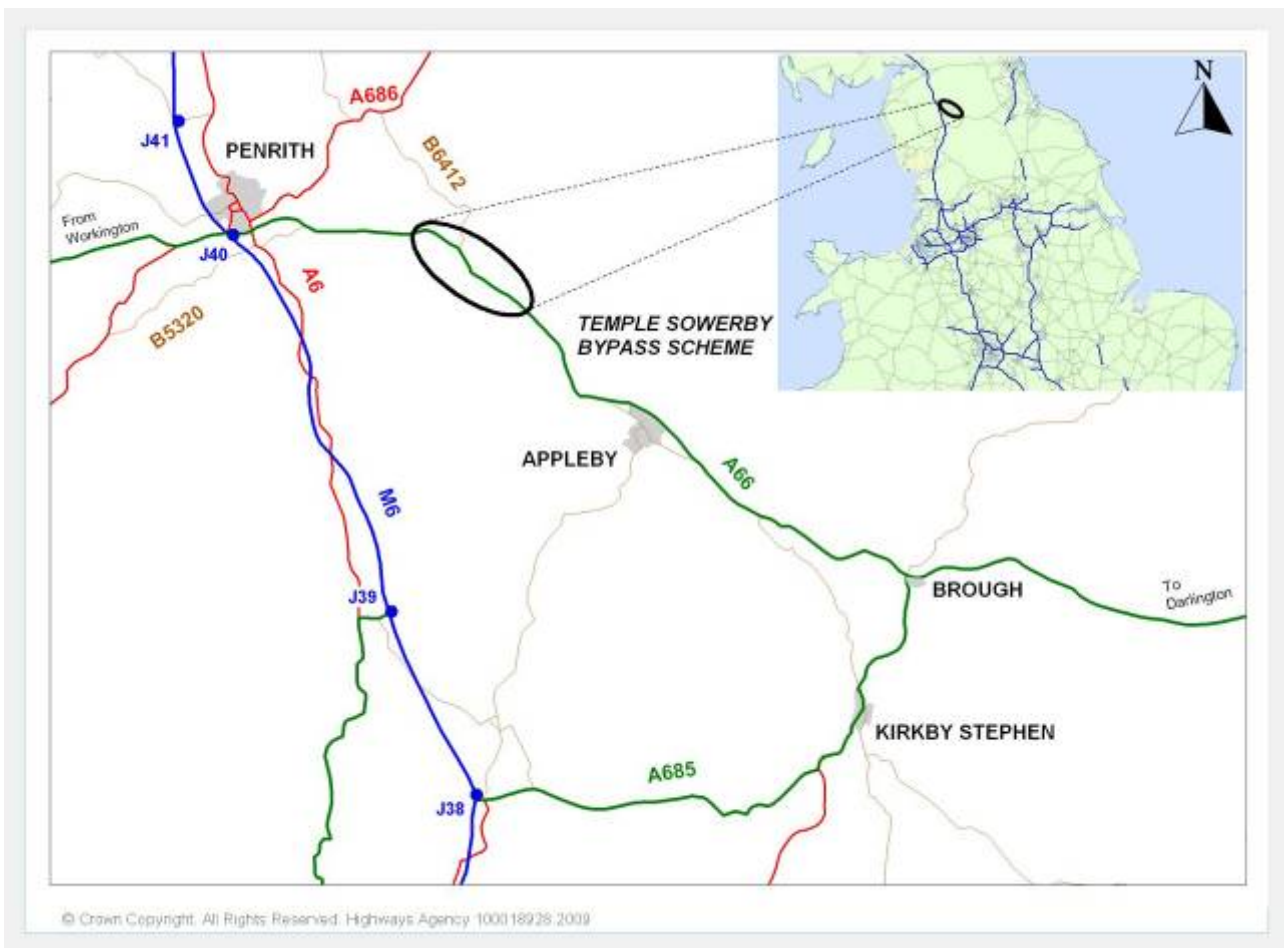 A686
J41
PENRITH
B6412
N
From
Workington
J40
A6
B5320
TEMPLE SOWERBY
BYPASS SCHEME
APPLEBY
A66
M6
J39
BROUGH
To
Darlington
KIRKBY STEPHEN
A685
J38
© Crown Copyright. All Rights Reserved. Highways Agency 100018928 2009